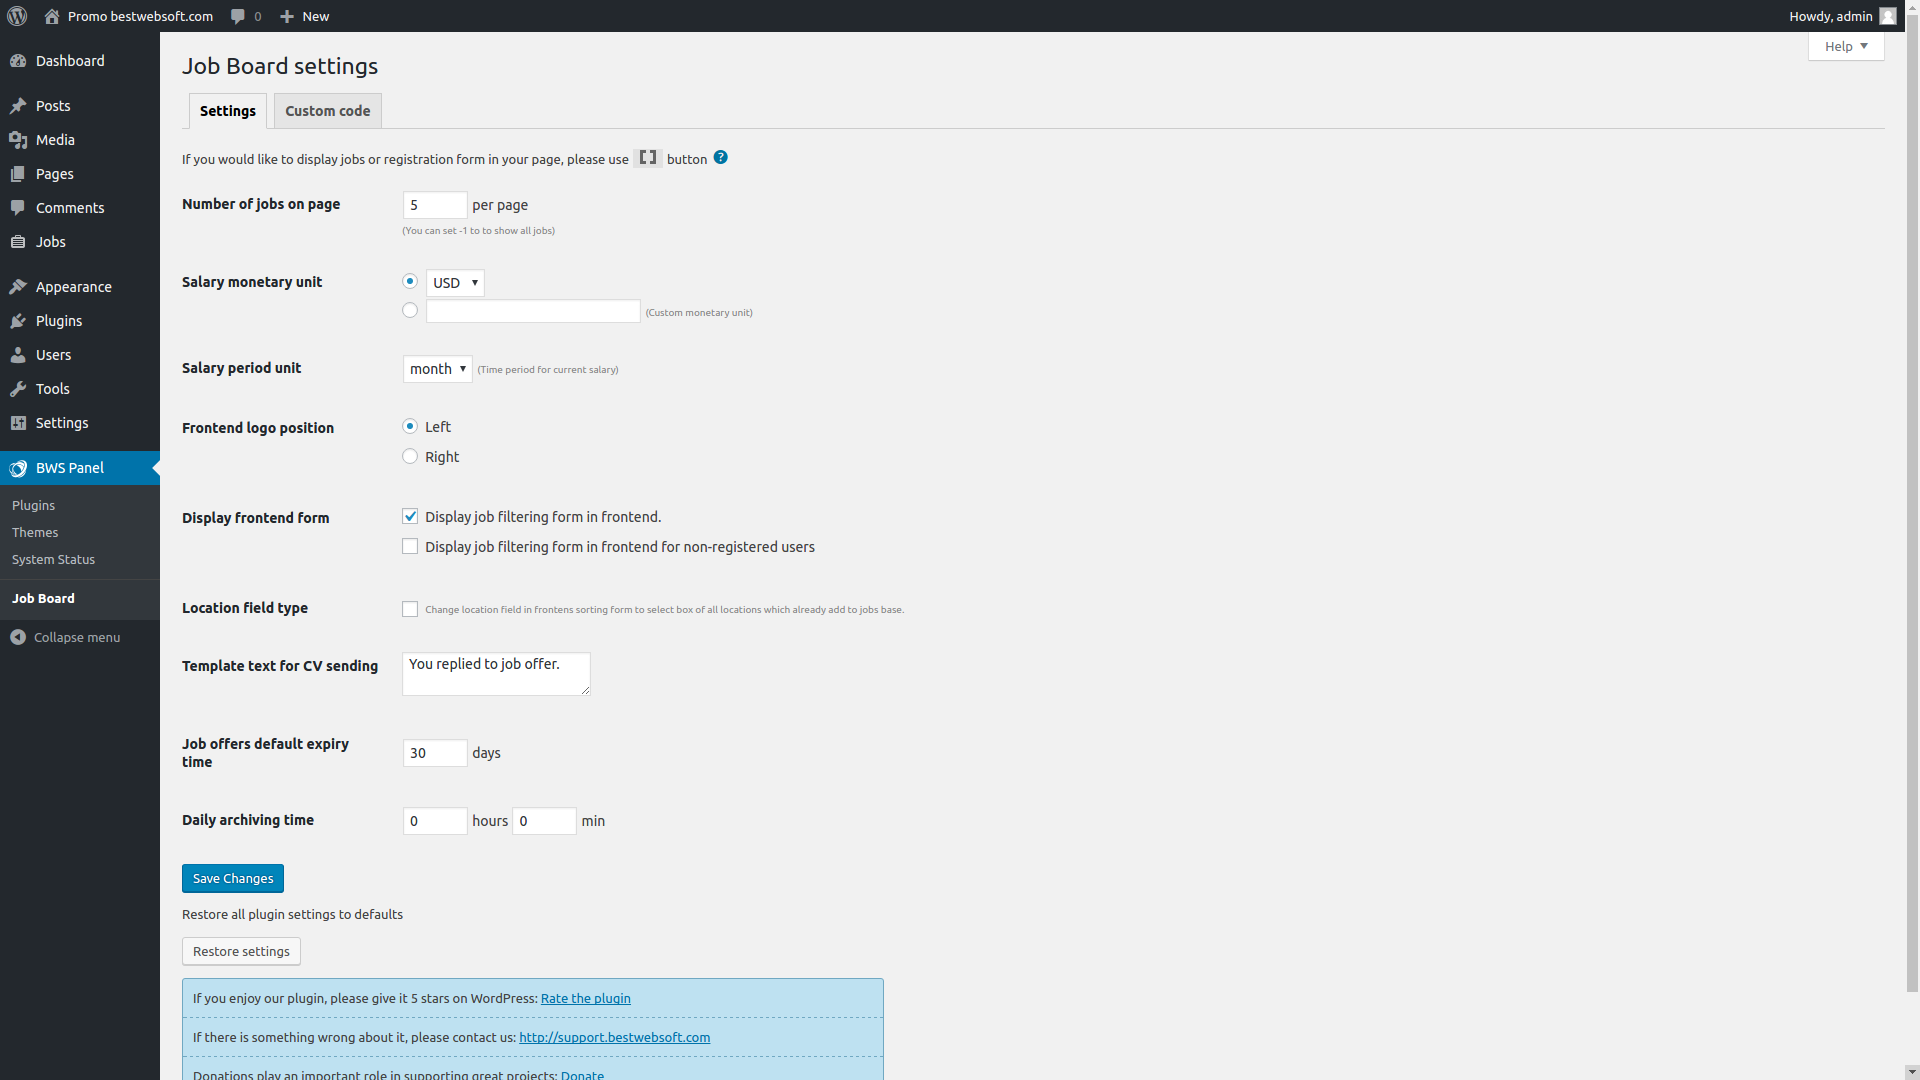 Promo bestwebsoft.com 0 New Howdy, admin
Help
Dashboard
Posts
Media
Pages
Comments
Jobs
Appearance
Plugins
Users
Tools
Settings
BWS Panel
Plugins
Themes
System Status
Job Board
Collapse menu
Job Board settings
Settings Custom code
If you would like to display jobs or registration form in your page, please use [ ] button ?
Number of jobs on page 5 per page
(You can set -1 to to show all jobs)
Salary monetary unit USD
(Custom monetary unit)
Salary period unit month (Time period for current salary)
Frontend logo position Left
Right
Display frontend form Display job filtering form in frontend.
Display job filtering form in frontend for non-registered users
Location field type Change location field in frontens sorting form to select box of all locations which already add to jobs base.
Template text for CV sending You replied to job offer.
Job offers default expiry
time
30 days
Daily archiving time 0 hours 0 min
Save Changes
Restore all plugin settings to defaults
Restore settings
If you enjoy our plugin, please give it 5 stars on WordPress: Rate the plugin
If there is something wrong about it, please contact us: http://support.bestwebsoft.com
Donations play an important role in supporting great projects: Donate